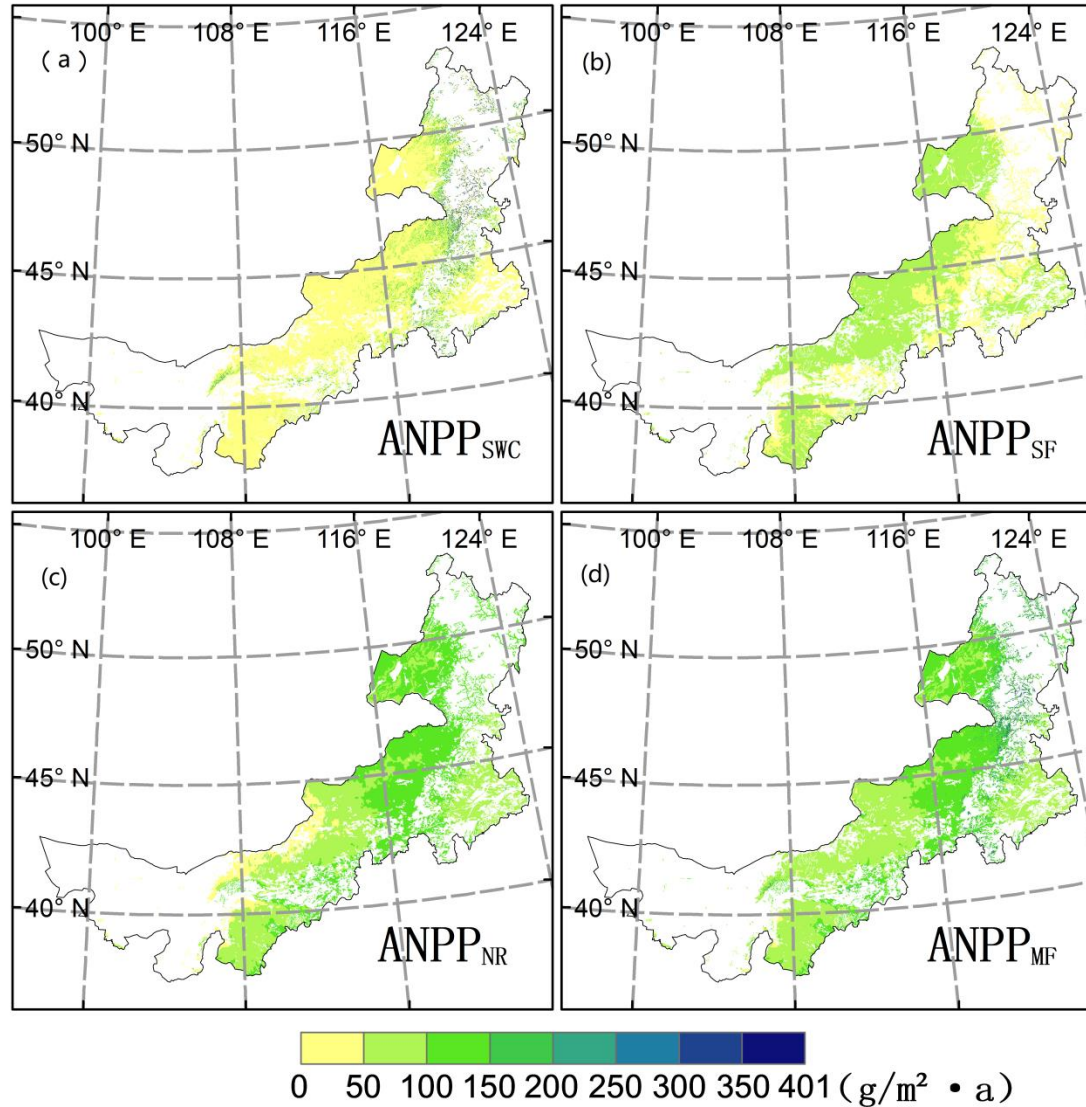 100° E 108° E 116° E 124° E
(a)
50° N
45° N
40° N
ANPPSWC
100° E 108° E 116° E 124° E
(b)
50° N
45° N
40° N
ANPPSF
100° E 108° E 116° E 124° E
(c)
50° N
45° N
40° N
ANPPNR
100° E 108° E 116° E 124° E
(d)
50° N
45° N
40° N
ANPPMF
0 50 100 150 200 250 300 350 401 (g/m² • a)